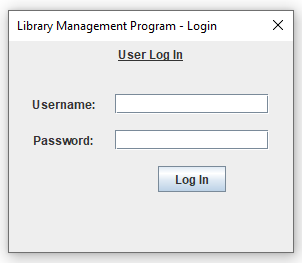 Library Management Program - Login
User Log In
Username:
Password:
Log In